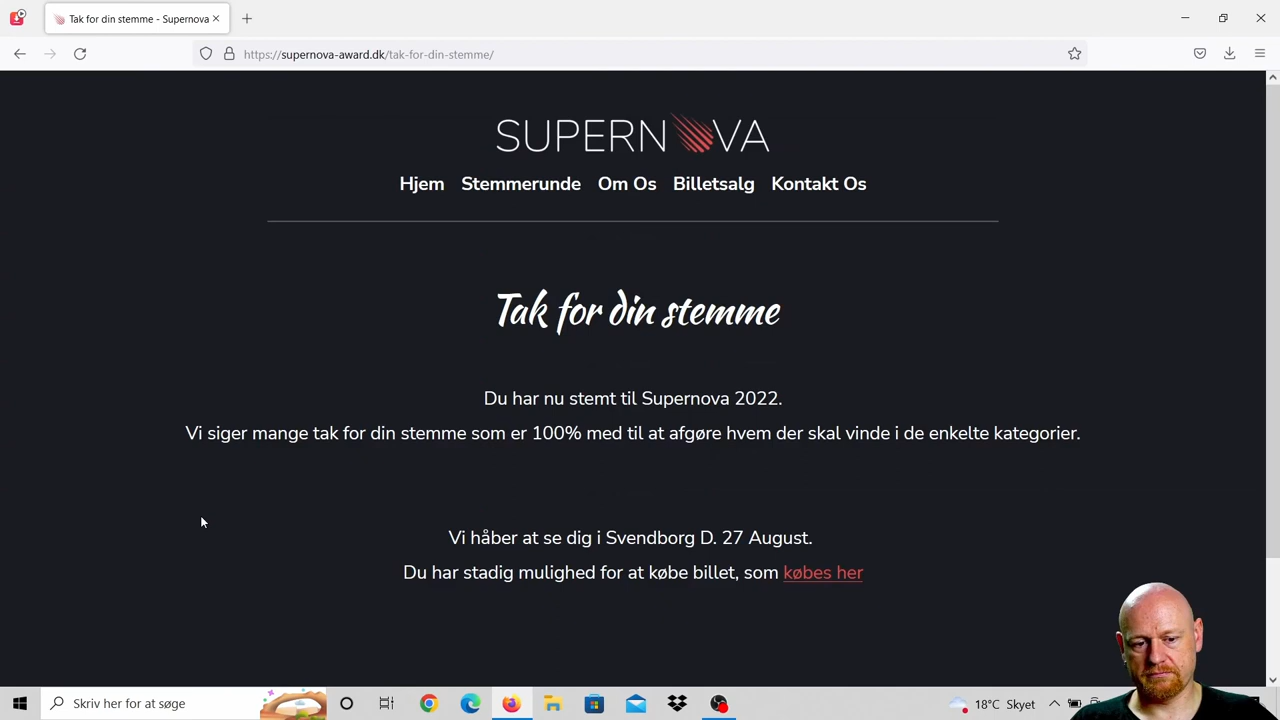 Tak for din stemme - Supernova
https://supernova-award.dk/tak-for-din-stemme/
SUPERNOVA
Hjem Stemmerunde Om Os Billetsalg Kontakt Os
Tak for din stemme
Du har nu stemt til Supernova 2022.
Vi siger mange tak for din stemme som er 100% med til at afgøre hvem der skal vinde i de enkelte kategorier.
Vi håber at se dig i Svendborg D. 27 August.
Du har stadig mulighed for at købe billet, som købes her
Skriv her for at søge
18°C Skyet